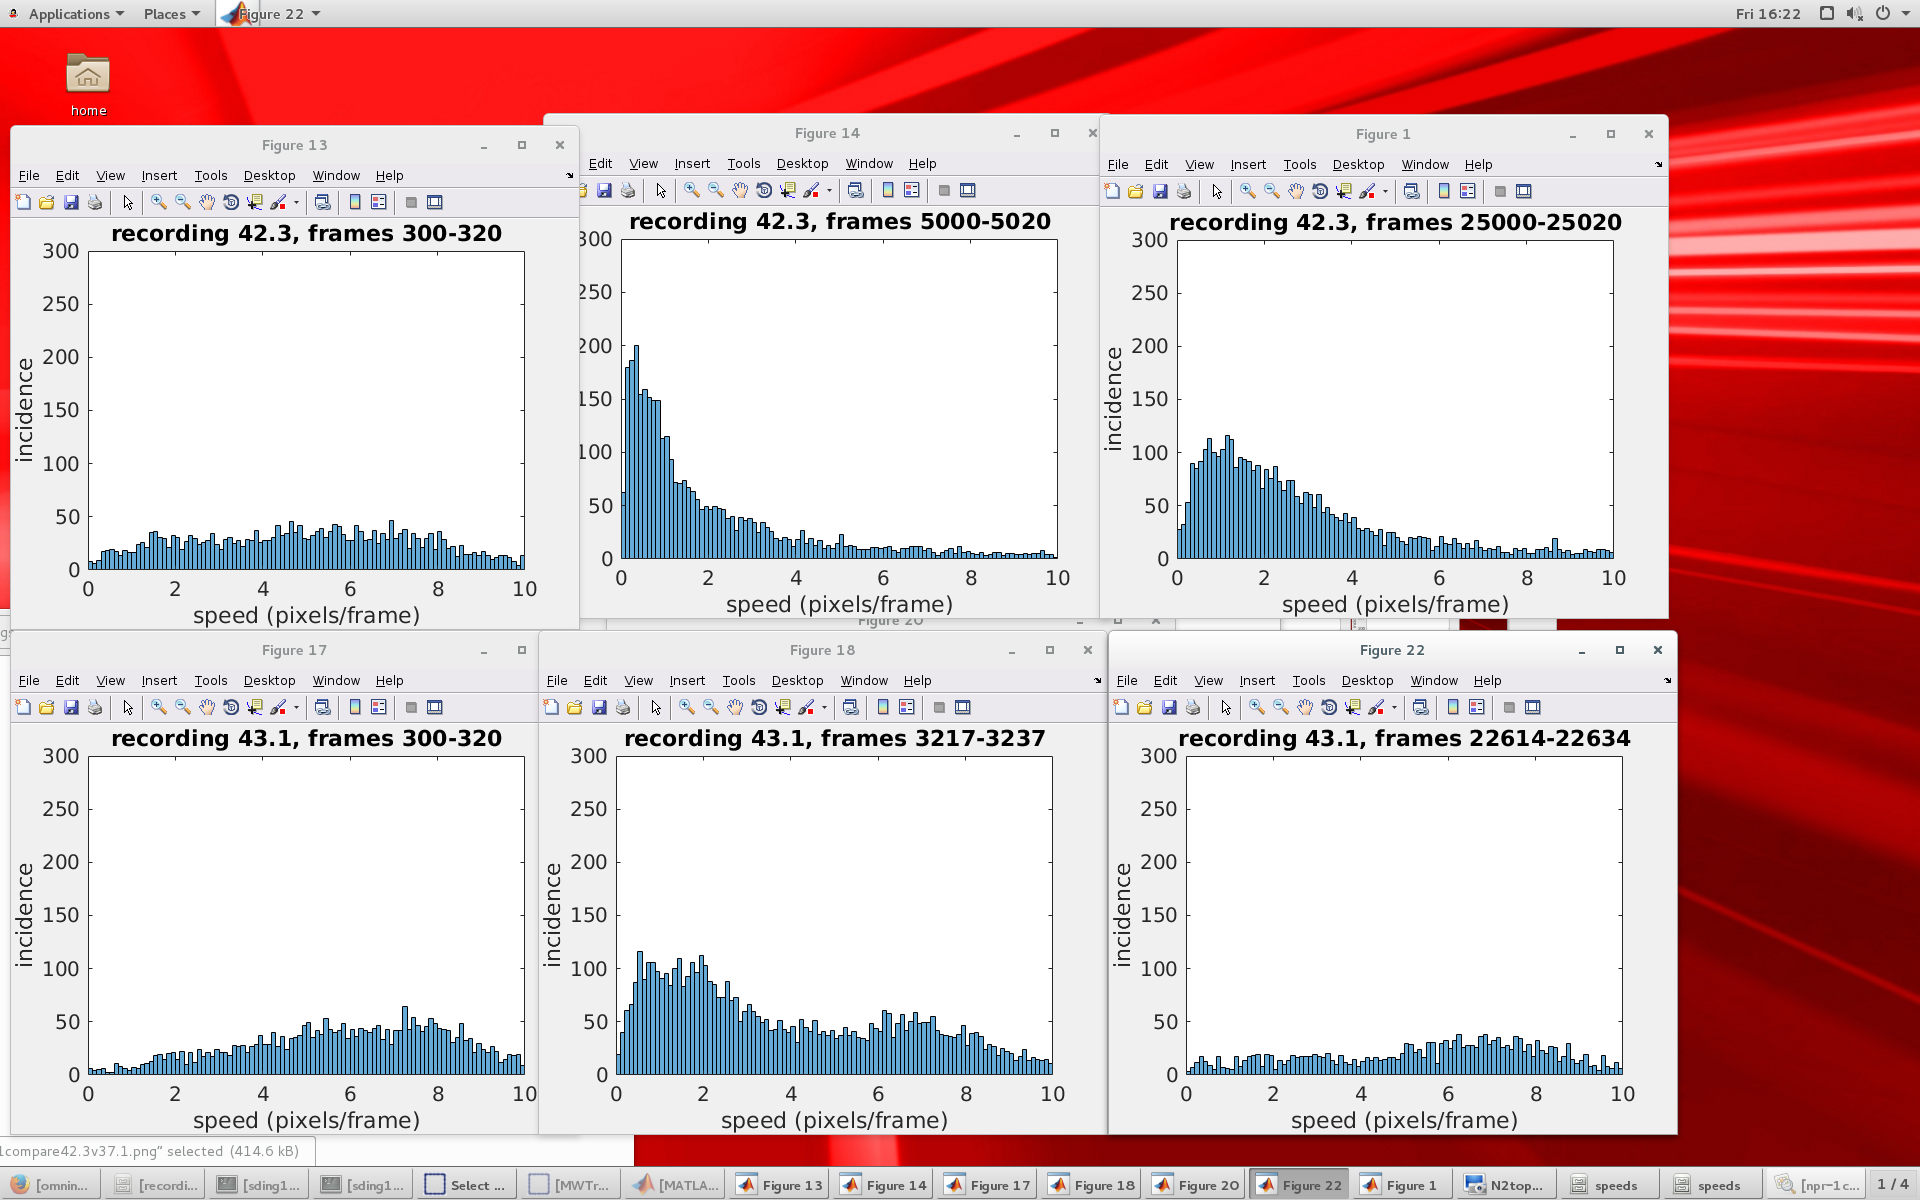 Applications Places Figure 22 Fri 16:22
home
Figure 13
File Edit View Insert Tools Desktop Window Help
recording 42.3, frames 300-320
300
250
200
150
100
50
0
incidence
0 2 4 6 8 10
speed (pixels/frame)
Figure 14
Edit View Insert Tools Desktop Window Help
recording 42.3, frames 5000-5020
300
250
200
150
100
50
0
0 2 4 6 8 10
speed (pixels/frame)
Figure 1
File Edit View Insert Tools Desktop Window Help
recording 42.3, frames 25000-25020
300
250
200
150
100
50
0
incidence
0 2 4 6 8 10
speed (pixels/frame)
Figure 20
Figure 17
File Edit View Insert Tools Desktop Window Help
recording 43.1, frames 300-320
300
250
200
150
100
50
0
incidence
0 2 4 6 8 10
speed (pixels/frame)
Figure 18
File Edit View Insert Tools Desktop Window Help
recording 43.1, frames 3217-3237
300
250
200
150
100
50
0
incidence
0 2 4 6 8 10
speed (pixels/frame)
Figure 22
File Edit View Insert Tools Desktop Window Help
recording 43.1, frames 22614-22634
300
250
200
150
100
50
0
incidence
0 2 4 6 8 10
speed (pixels/frame)
1compare42.3v37.1.png" selected (414.6 kB)
[omnin... [recordi... [sding1... [sding1... Select ... [MWTr... [MATLA... Figure 13 Figure 14 Figure 17 Figure 18 Figure 20 Figure 22 Figure 1 N2top... speeds speeds [npr-1c... 1 / 4